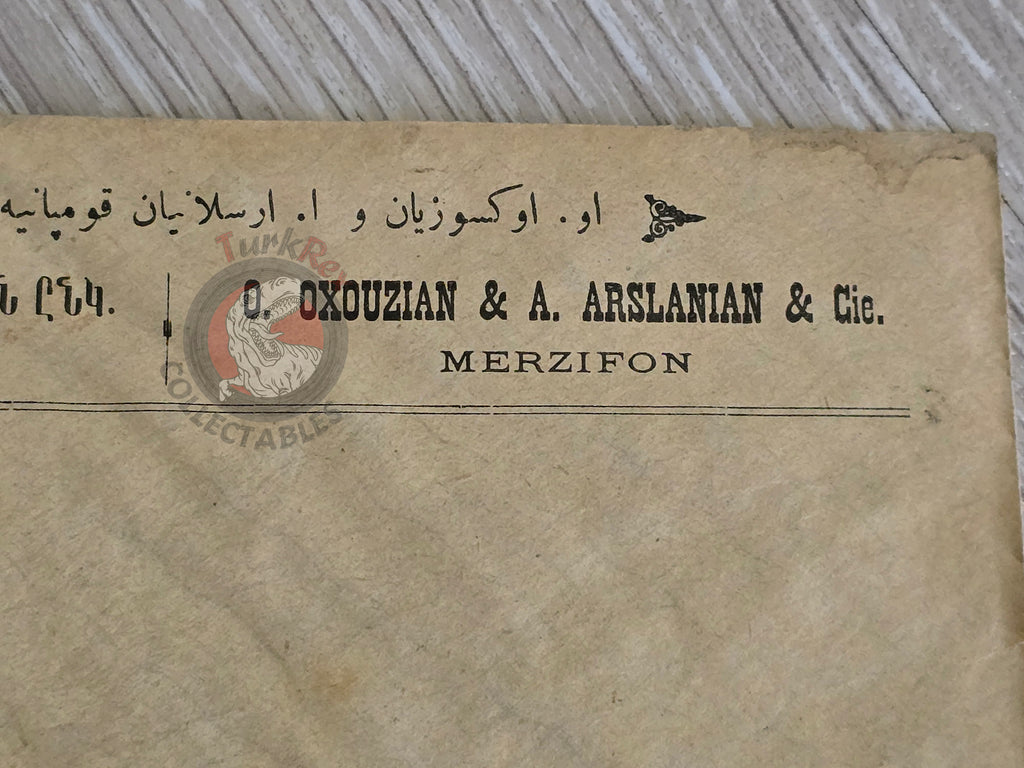 او. اوكسوزيان و ا. ارسلانيان قومپانيه
Ն ԸՆԿ.
O. OXOUZIAN & A. ARSLANIAN & Cie.
MERZIFON
TurkRex
COLLECTABLES